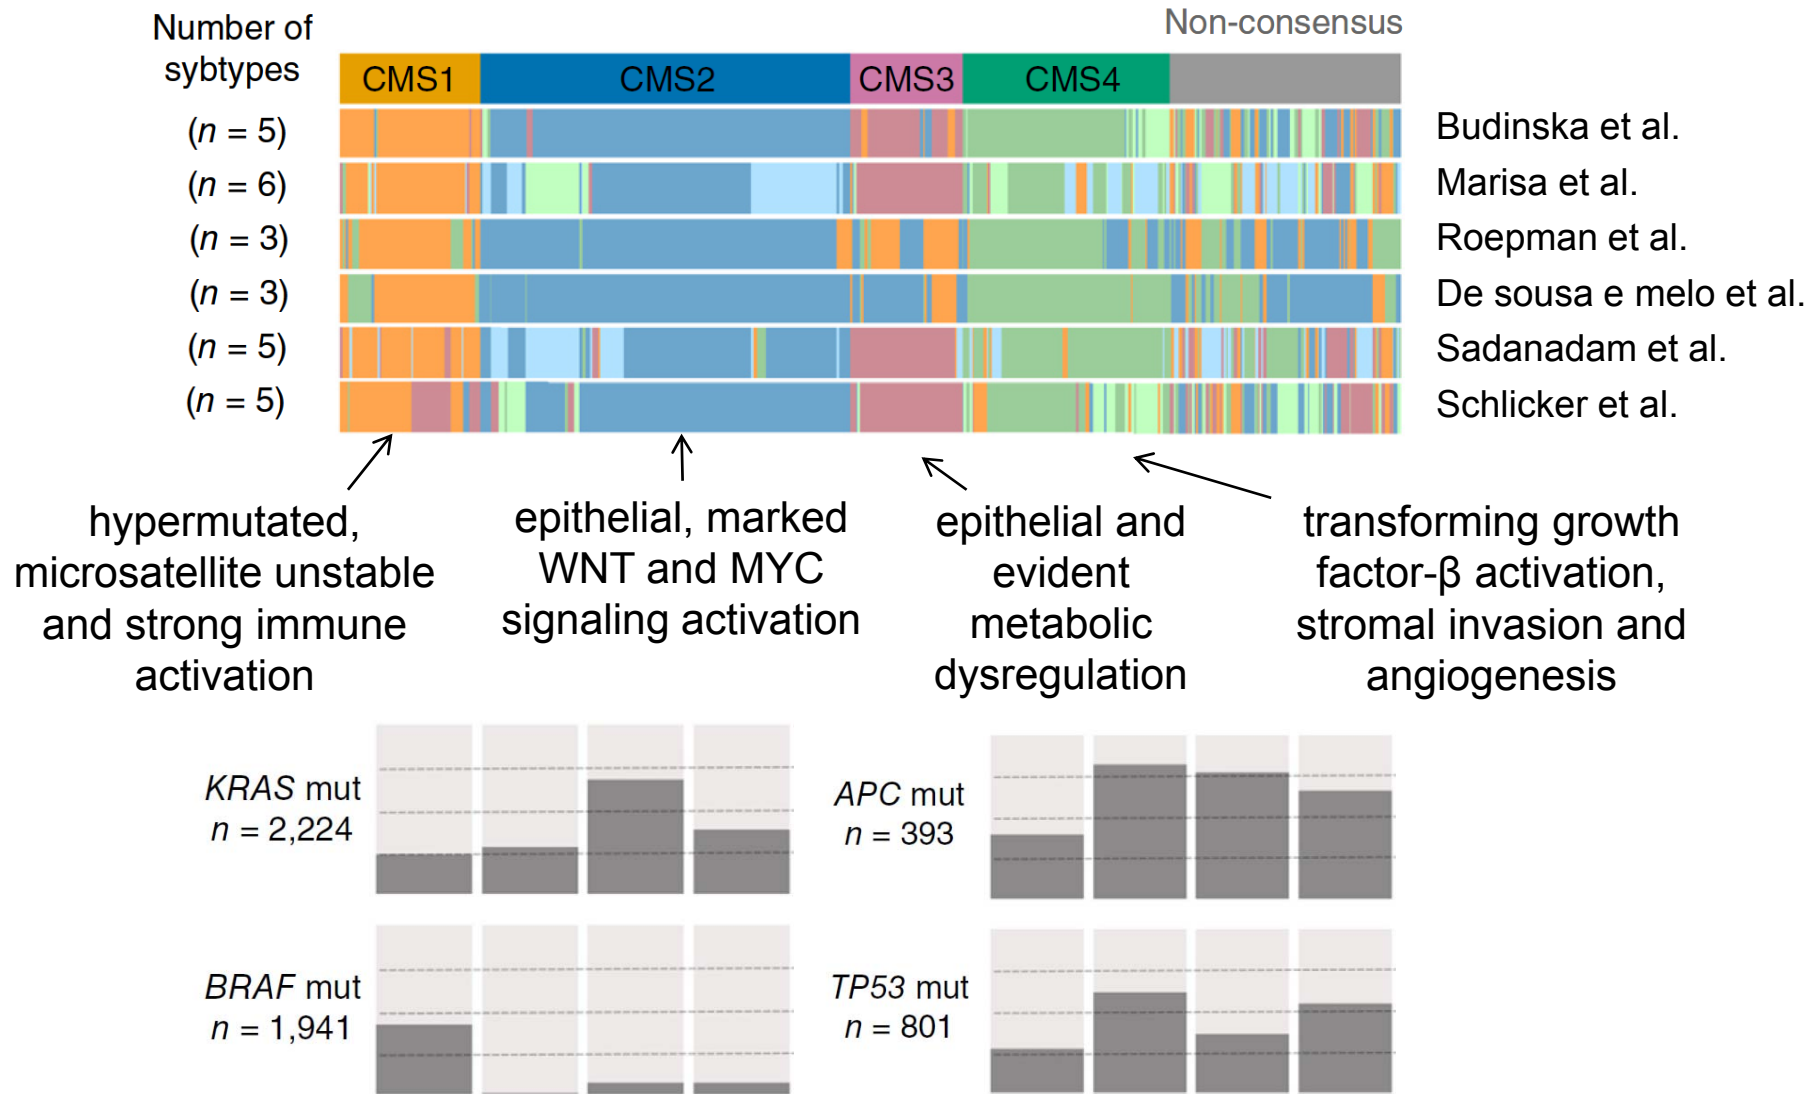 Number of
sybtypes
Non-consensus
CMS1 CMS2 CMS3 CMS4
(n = 5) Budinska et al.
(n = 6) Marisa et al.
(n = 3) Roepman et al.
(n = 3) De sousa e melo et al.
(n = 5) Sadanadam et al.
(n = 5) Schlicker et al.
hypermutated,
microsatellite unstable
and strong immune
activation
epithelial, marked
WNT and MYC
signaling activation
epithelial and
evident
metabolic
dysregulation
transforming growth
factor-β activation,
stromal invasion and
angiogenesis
KRAS mut
n = 2,224
APC mut
n = 393
BRAF mut
n = 1,941
TP53 mut
n = 801